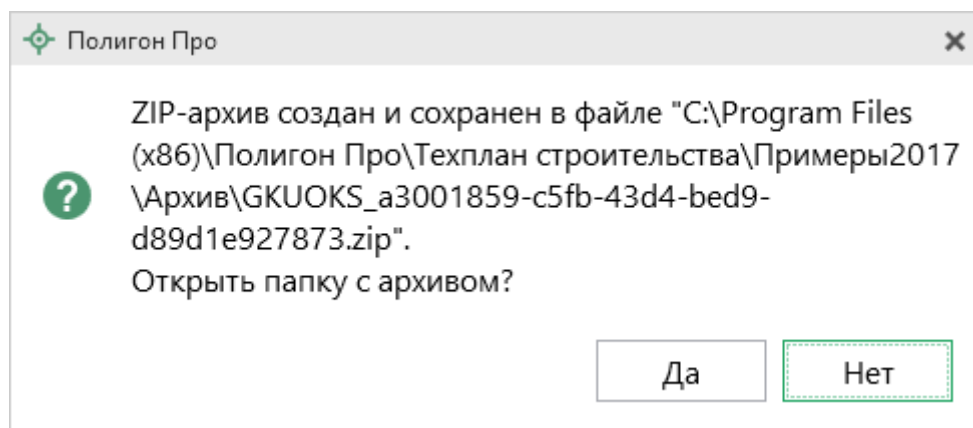 Полигон Про
ZIP-архив создан и сохранен в файле "C:\Program Files
(x86)\Полигон Про\Техплан строительства\Примеры2017
\Архив\GKUOKS_a3001859-c5fb-43d4-bed9-
d89d1e927873.zip".
Открыть папку с архивом?
Да
Нет